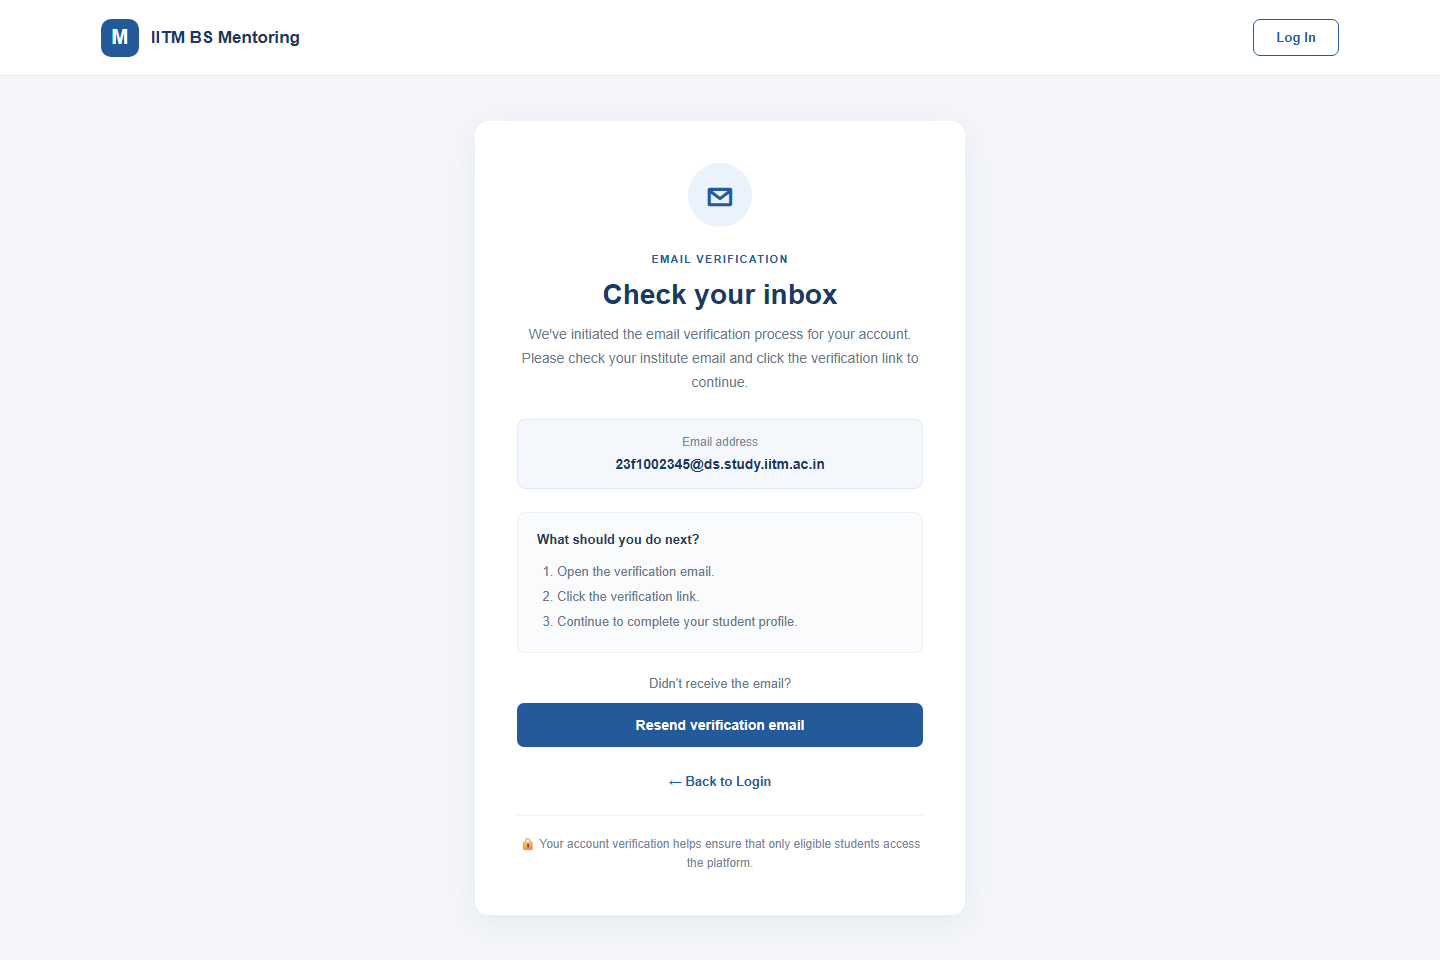 M
IITM BS Mentoring
Log In
EMAIL VERIFICATION
Check your inbox
We've initiated the email verification process for your account.
Please check your institute email and click the verification link to
continue.
Email address
23f1002345@ds.study.iitm.ac.in
What should you do next?
1. Open the verification email.
2. Click the verification link.
3. Continue to complete your student profile.
Didn't receive the email?
Resend verification email
← Back to Login
🔒 Your account verification helps ensure that only eligible students access
the platform.